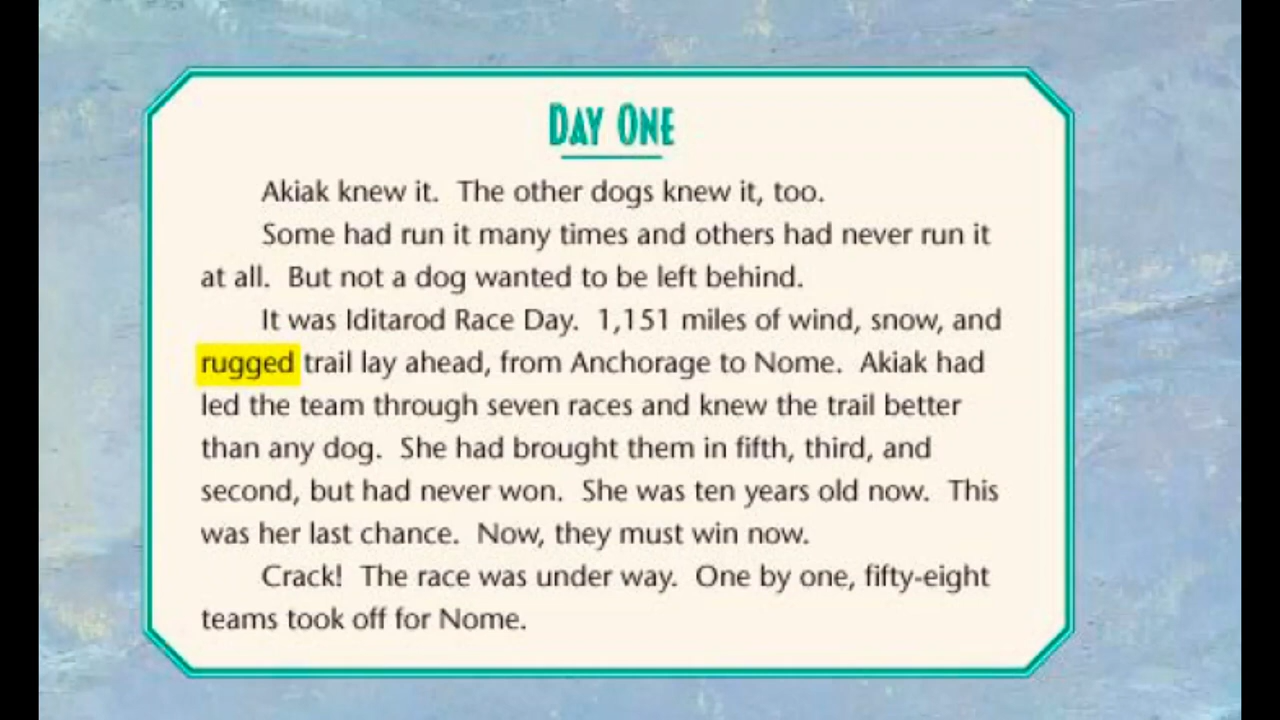 DAY ONE
Akiak knew it. The other dogs knew it, too.
Some had run it many times and others had never run it
at all. But not a dog wanted to be left behind.
It was Iditarod Race Day. 1,151 miles of wind, snow, and
rugged trail lay ahead, from Anchorage to Nome. Akiak had
led the team through seven races and knew the trail better
than any dog. She had brought them in fifth, third, and
second, but had never won. She was ten years old now. This
was her last chance. Now, they must win now.
Crack! The race was under way. One by one, fifty-eight
teams took off for Nome.